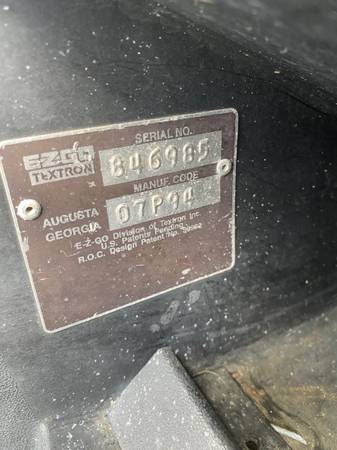 SERIAL NO.
E-Z-GO
TEXTRON
846985
MANUF. CODE
AUGUSTA
GEORGIA
07P94
E-Z-GO Division of Textron Inc.
U.S. Patents Pending
R.O.C. Design Patent No.